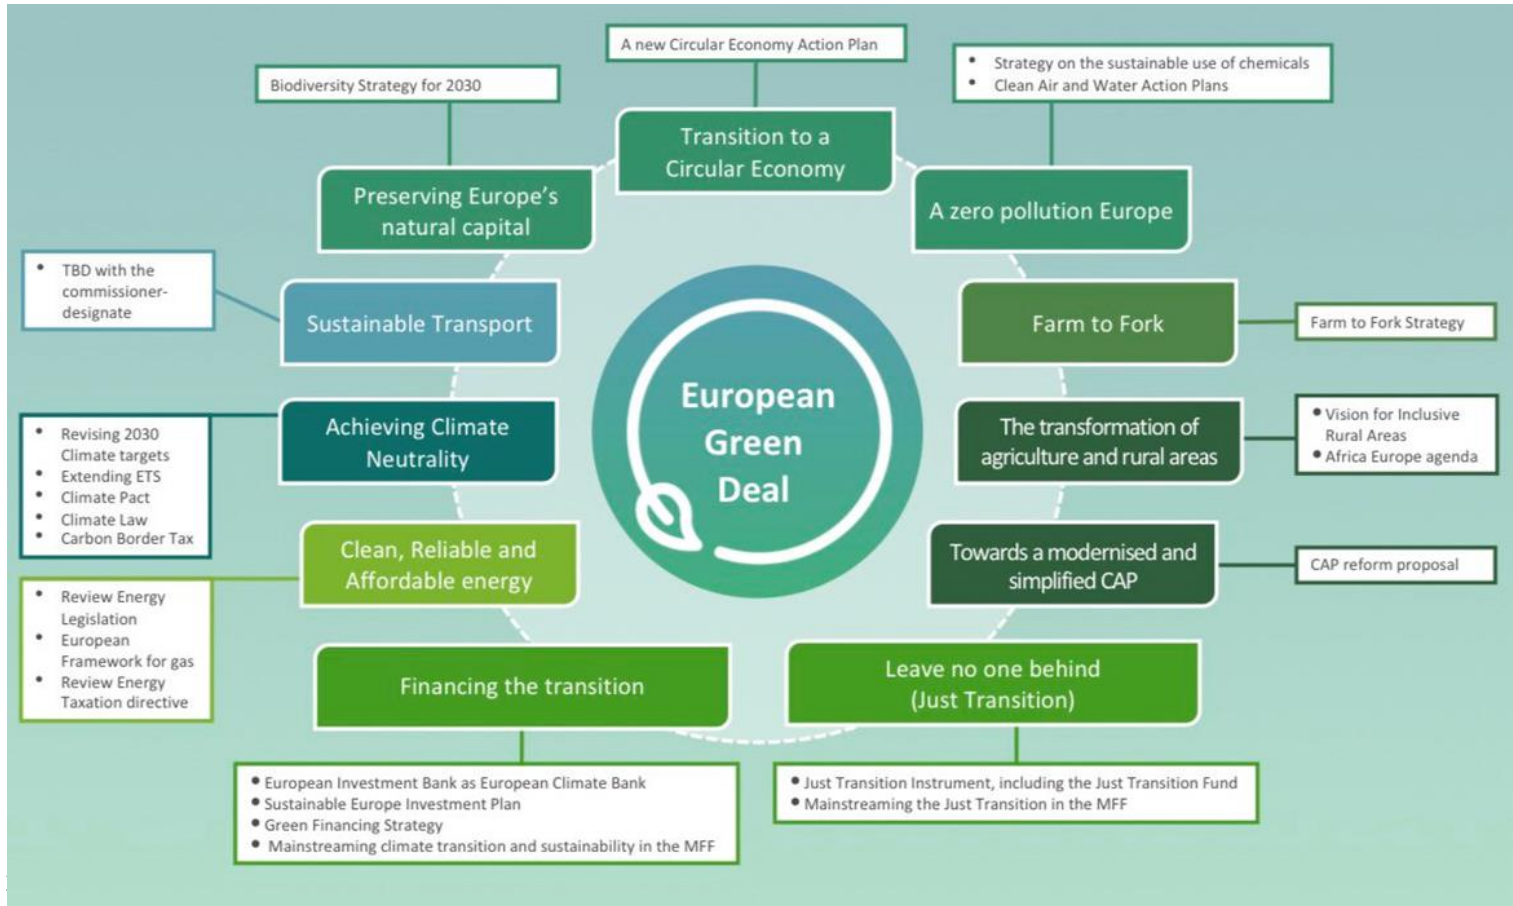 A new Circular Economy Action Plan
Transition to a
Circular Economy
Biodiversity Strategy for 2030
Preserving Europe's
natural capital
• Strategy on the sustainable use of chemicals
• Clean Air and Water Action Plans
A zero pollution Europe
• TBD with the
commissioner-
designate
Sustainable Transport
Farm to Fork
Farm to Fork Strategy
European
Green
Deal
• Revising 2030
Climate targets
• Extending ETS
• Climate Pact
• Climate Law
• Carbon Border Tax
Achieving Climate
Neutrality
The transformation of
agriculture and rural areas
• Vision for Inclusive
Rural Areas
• Africa Europe agenda
• Review Energy
Legislation
• European
Framework for gas
• Review Energy
Taxation directive
Clean, Reliable and
Affordable energy
Towards a modernised and
simplified CAP
CAP reform proposal
Financing the transition
• European Investment Bank as European Climate Bank
• Sustainable Europe Investment Plan
• Green Financing Strategy
• Mainstreaming climate transition and sustainability in the MFF
Leave no one behind
(Just Transition)
• Just Transition Instrument, including the Just Transition Fund
• Mainstreaming the Just Transition in the MFF